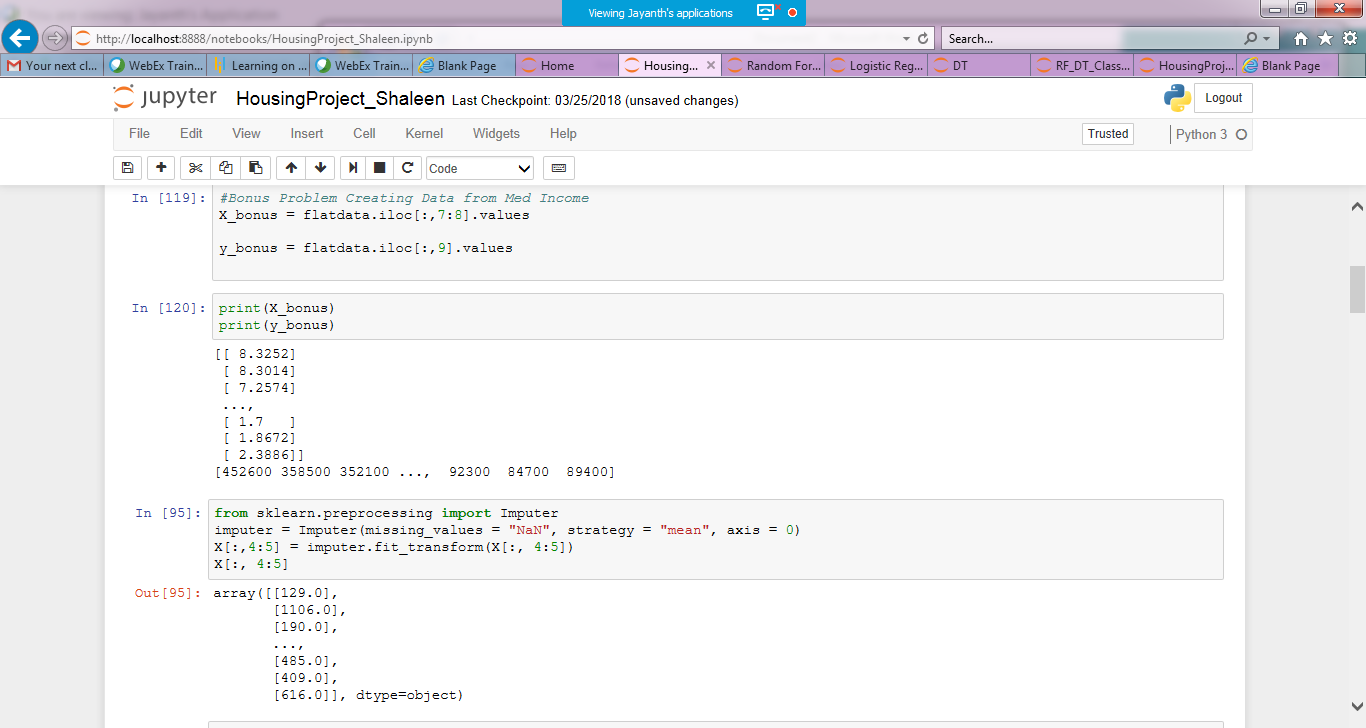 Viewing Jayanth's applications
http://localhost:8888/notebooks/HousingProject_Shaleen.ipynb
Search...
Your next cl...
WebEx Train...
Learning on ...
WebEx Train...
Blank Page
Home
Housing...
Random For...
Logistic Reg...
DT
RF_DT_Class...
HousingProj...
Blank Page
jupyter HousingProject_Shaleen Last Checkpoint: 03/25/2018 (unsaved changes)
Logout
File Edit View Insert Cell Kernel Widgets Help
Trusted
Python 3
Code
In [119]: #Bonus Problem Creating Data from Med Income
X_bonus = flatdata.iloc[:,7:8].values
y_bonus = flatdata.iloc[:,9].values
In [120]: print(X_bonus)
print(y_bonus)
[[ 8.3252]
[ 8.3014]
[ 7.2574]
...,
[ 1.7   ]
[ 1.8672]
[ 2.3886]]
[452600 358500 352100 ...,  92300  84700  89400]
In [95]: from sklearn.preprocessing import Imputer
imputer = Imputer(missing_values = "NaN", strategy = "mean", axis = 0)
X[:,4:5] = imputer.fit_transform(X[:, 4:5])
X[:, 4:5]
Out[95]: array([[129.0],
[1106.0],
[190.0],
...,
[485.0],
[409.0],
[616.0]], dtype=object)